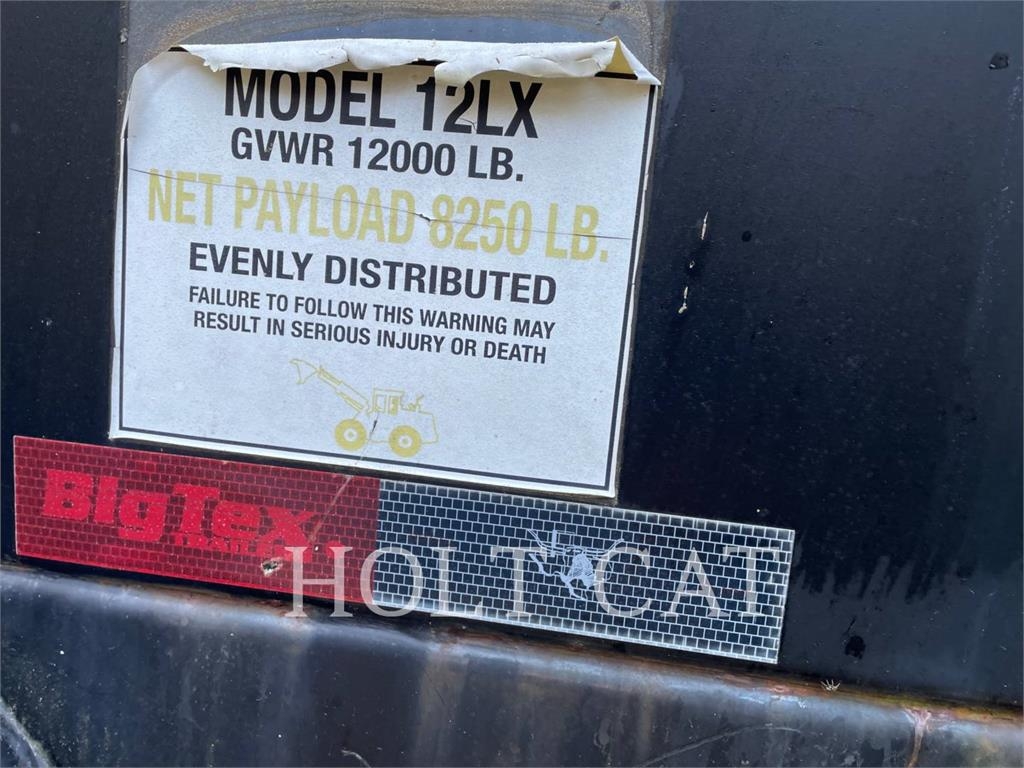 MODEL 12LX
GVWR 12000 LB.
NET PAYLOAD 8250 LB.
EVENLY DISTRIBUTED
FAILURE TO FOLLOW THIS WARNING MAY
RESULT IN SERIOUS INJURY OR DEATH
BigTex
HOLT CAT